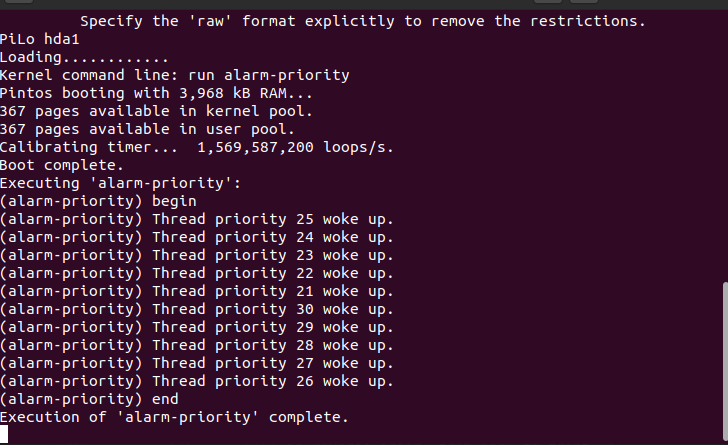 Specify the 'raw' format explicitly to remove the restrictions.
PiLo hda1
Loading............
Kernel command line: run alarm-priority
Pintos booting with 3,968 kB RAM...
367 pages available in kernel pool.
367 pages available in user pool.
Calibrating timer...  1,569,587,200 loops/s.
Boot complete.
Executing 'alarm-priority':
(alarm-priority) begin
(alarm-priority) Thread priority 25 woke up.
(alarm-priority) Thread priority 24 woke up.
(alarm-priority) Thread priority 23 woke up.
(alarm-priority) Thread priority 22 woke up.
(alarm-priority) Thread priority 21 woke up.
(alarm-priority) Thread priority 30 woke up.
(alarm-priority) Thread priority 29 woke up.
(alarm-priority) Thread priority 28 woke up.
(alarm-priority) Thread priority 27 woke up.
(alarm-priority) Thread priority 26 woke up.
(alarm-priority) end
Execution of 'alarm-priority' complete.